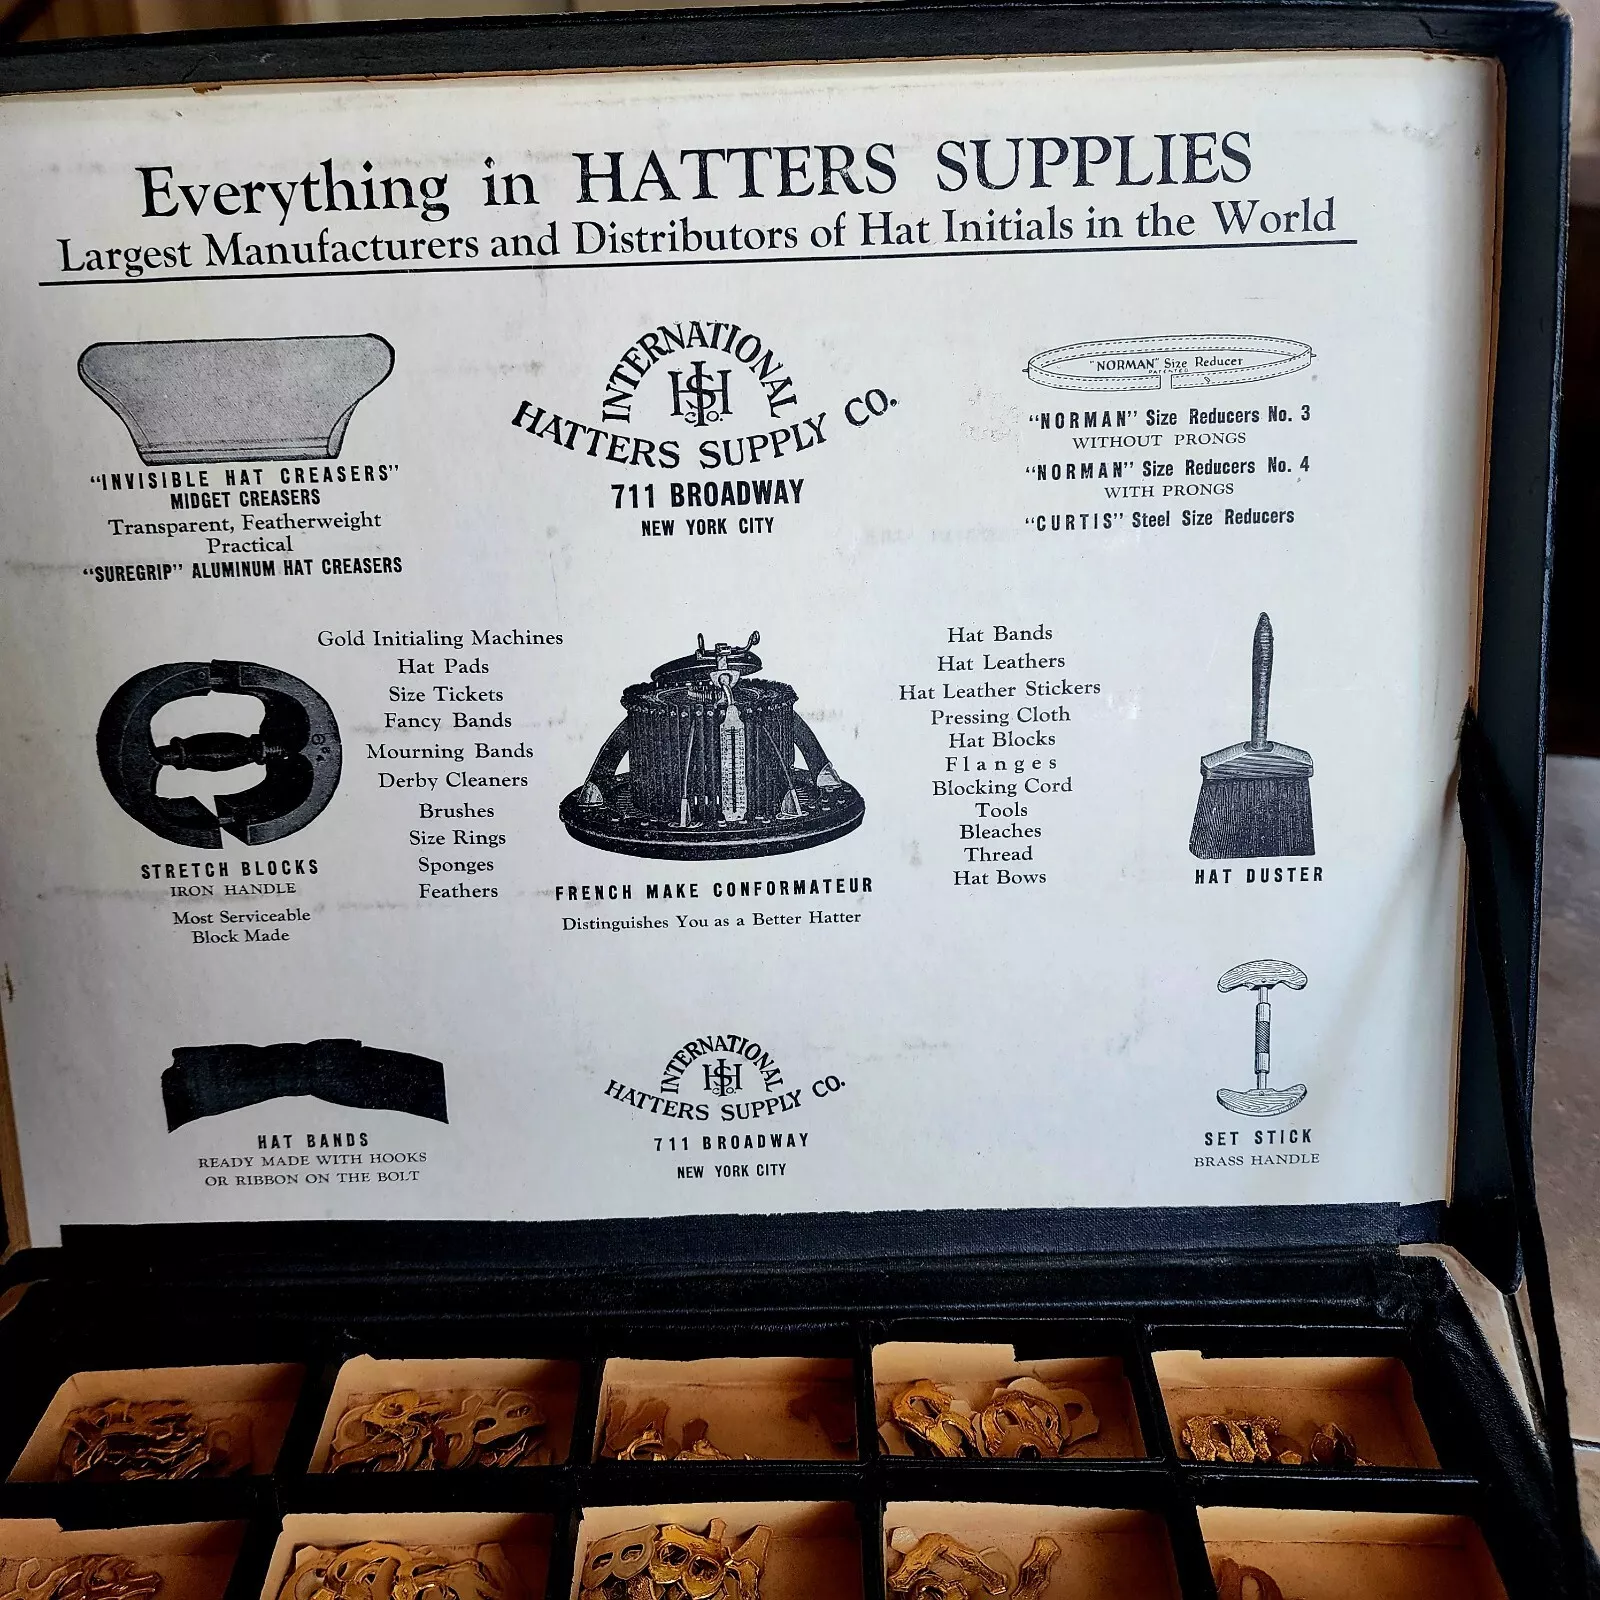 Everything in HATTERS SUPPLIES
Largest Manufacturers and Distributors of Hat Initials in the World
"INVISIBLE HAT CREASERS"
MIDGET CREASERS
Transparent, Featherweight
Practical
"SUREGRIP" ALUMINUM HAT CREASERS
INTERNATIONAL
HATTERS SUPPLY CO.
711 BROADWAY
NEW YORK CITY
"NORMAN" Size Reducer
PATENTED
"NORMAN" Size Reducers No. 3
WITHOUT PRONGS
"NORMAN" Size Reducers No. 4
WITH PRONGS
"CURTIS" Steel Size Reducers
STRETCH BLOCKS
IRON HANDLE
Most Serviceable
Block Made
Gold Initialing Machines
Hat Pads
Size Tickets
Fancy Bands
Mourning Bands
Derby Cleaners
Brushes
Size Rings
Sponges
Feathers
FRENCH MAKE CONFORMATEUR
Distinguishes You as a Better Hatter
Hat Bands
Hat Leathers
Hat Leather Stickers
Pressing Cloth
Hat Blocks
Flanges
Blocking Cord
Tools
Bleaches
Thread
Hat Bows
HAT DUSTER
HAT BANDS
READY MADE WITH HOOKS
OR RIBBON ON THE BOLT
INTERNATIONAL
HATTERS SUPPLY CO.
711 BROADWAY
NEW YORK CITY
SET STICK
BRASS HANDLE